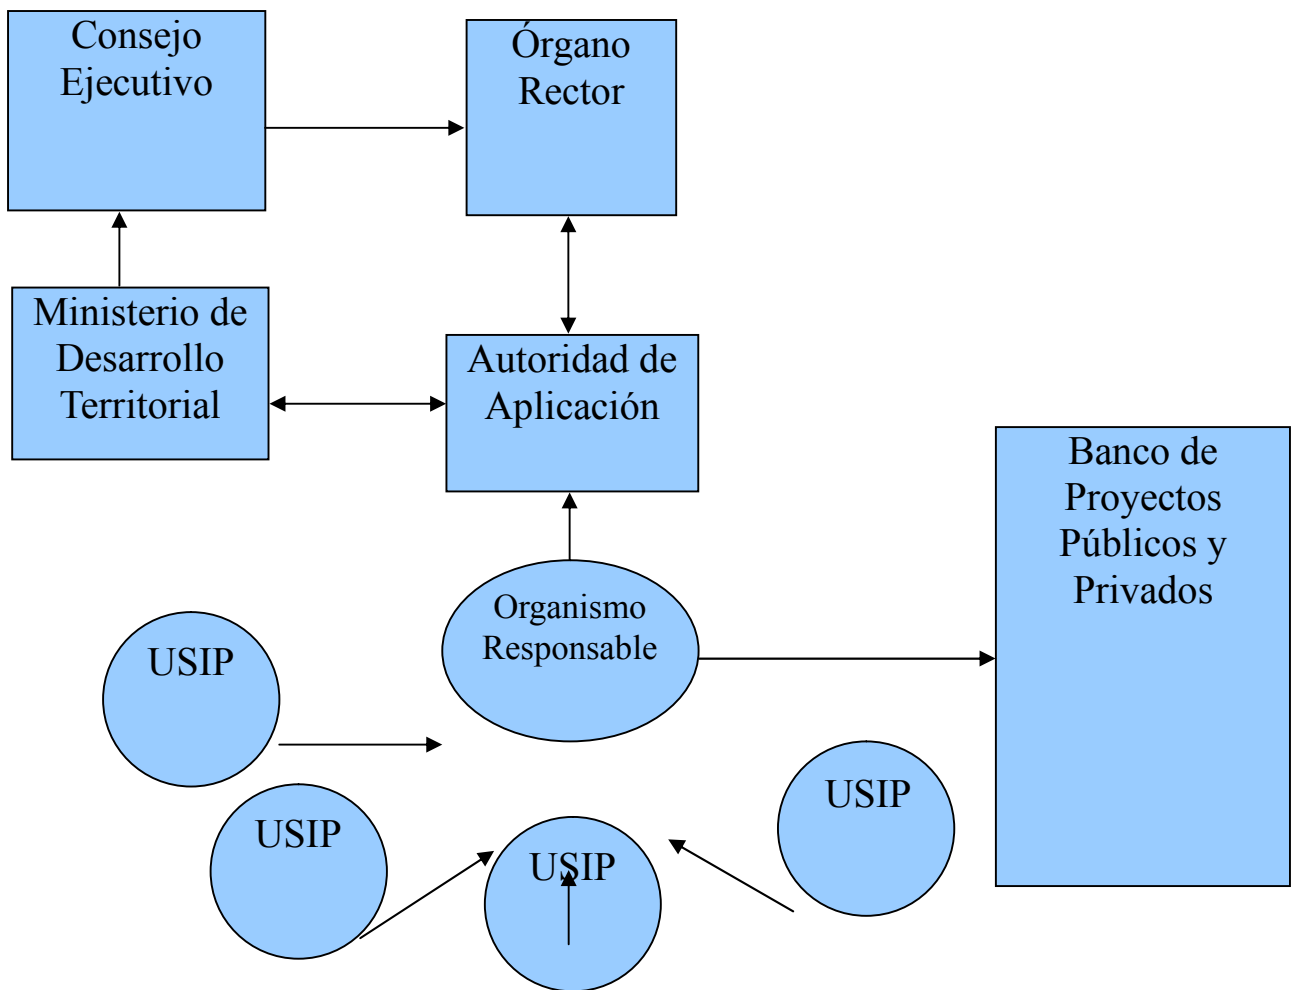 Consejo
Ejecutivo
Órgano
Rector
Ministerio de
Desarrollo
Territorial
Autoridad de
Aplicación
Banco de
Proyectos
Públicos y
Privados
Organismo
Responsable
USIP
USIP
USIP
USIP